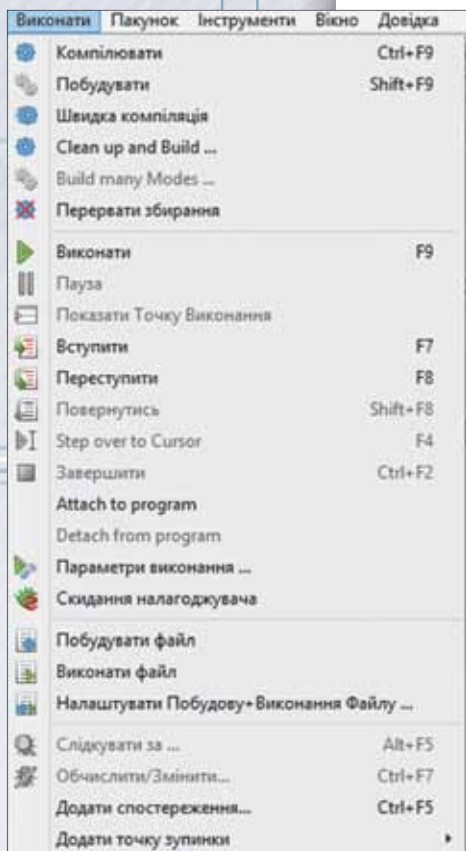 Виконати Пакунок Інструменти Вікно Довідка
Компілювати Ctrl+F9
Побудувати Shift+F9
Швидка компіляція
Clean up and Build ...
Build many Modes ...
Перервати збирання
Виконати F9
Пауза
Показати Точку Виконання
Вступити F7
Переступити F8
Повернутись Shift+F8
Step over to Cursor F4
Завершити Ctrl+F2
Attach to program
Detach from program
Параметри виконання ...
Скидання налагоджувача
Побудувати файл
Виконати файл
Налаштувати Побудову+Виконання Файлу ...
Слідкувати за ... Alt+F5
Обчислити/Змінити... Ctrl+F7
Додати спостереження... Ctrl+F5
Додати точку зупинки